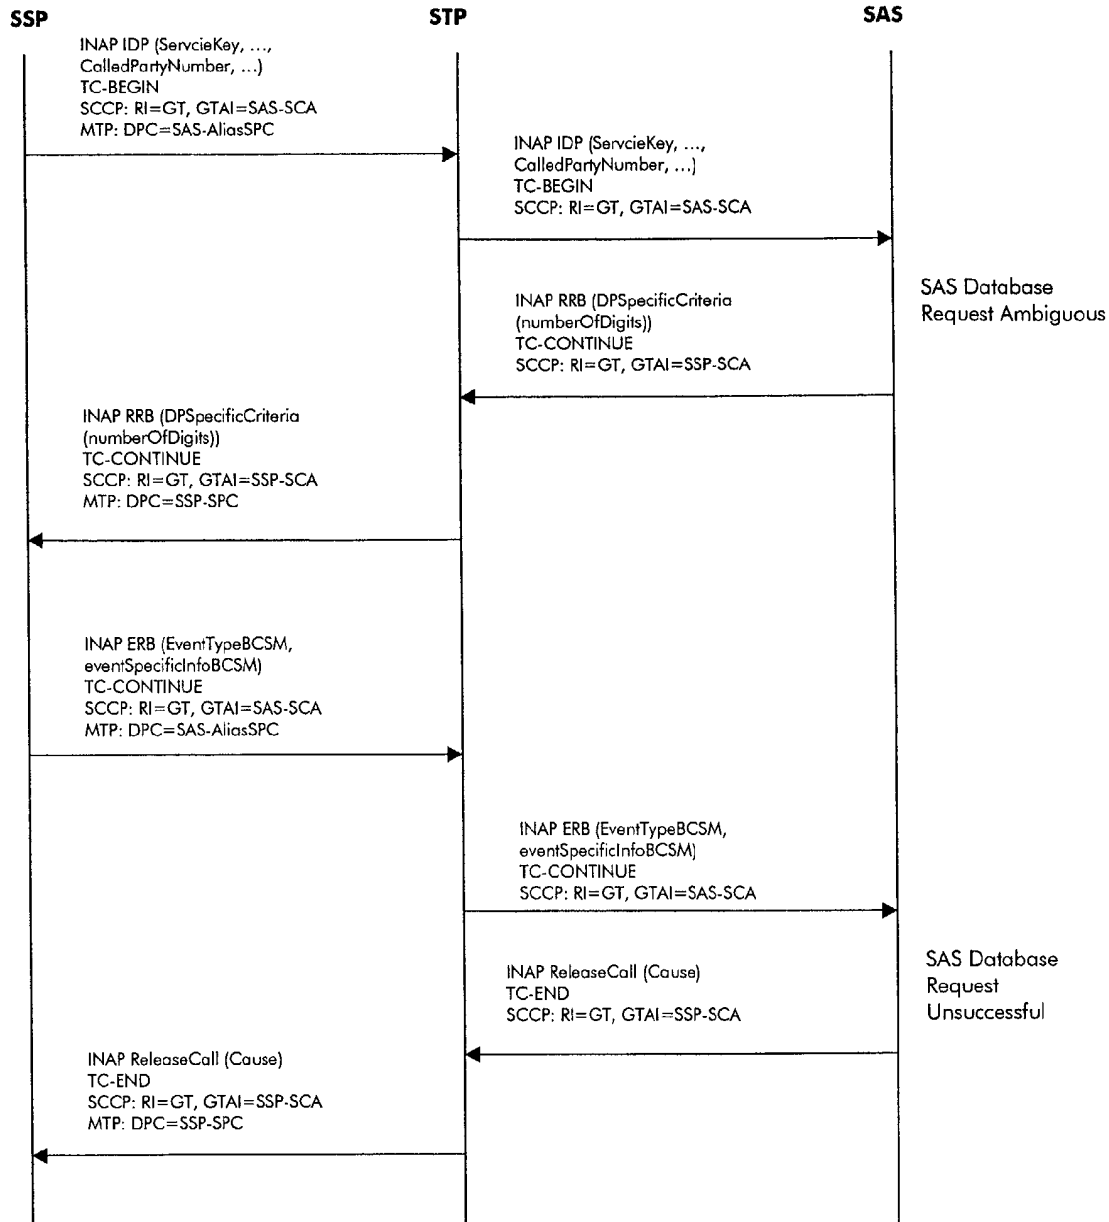 SSP
STP
SAS
INAP IDP (ServcieKey, ...,
CalledPartyNumber, ...)
TC-BEGIN
SCCP: RI=GT, GTAI=SAS-SCA
MTP: DPC=SAS-AliasSPC
INAP IDP (ServcieKey, ...,
CalledPartyNumber, ...)
TC-BEGIN
SCCP: RI=GT, GTAI=SAS-SCA
SAS Database
Request Ambiguous
INAP RRB (DPSpecificCriteria
(numberOfDigits))
TC-CONTINUE
SCCP: RI=GT, GTAI=SSP-SCA
INAP RRB (DPSpecificCriteria
(numberOfDigits))
TC-CONTINUE
SCCP: RI=GT, GTAI=SSP-SCA
MTP: DPC=SSP-SPC
INAP ERB (EventTypeBCSM,
eventSpecificInfoBCSM)
TC-CONTINUE
SCCP: RI=GT, GTAI=SAS-SCA
MTP: DPC=SAS-AliasSPC
INAP ERB (EventTypeBCSM,
eventSpecificInfoBCSM)
TC-CONTINUE
SCCP: RI=GT, GTAI=SAS-SCA
SAS Database
Request
Unsuccessful
INAP ReleaseCall (Cause)
TC-END
SCCP: RI=GT, GTAI=SSP-SCA
INAP ReleaseCall (Cause)
TC-END
SCCP: RI=GT, GTAI=SSP-SCA
MTP: DPC=SSP-SPC